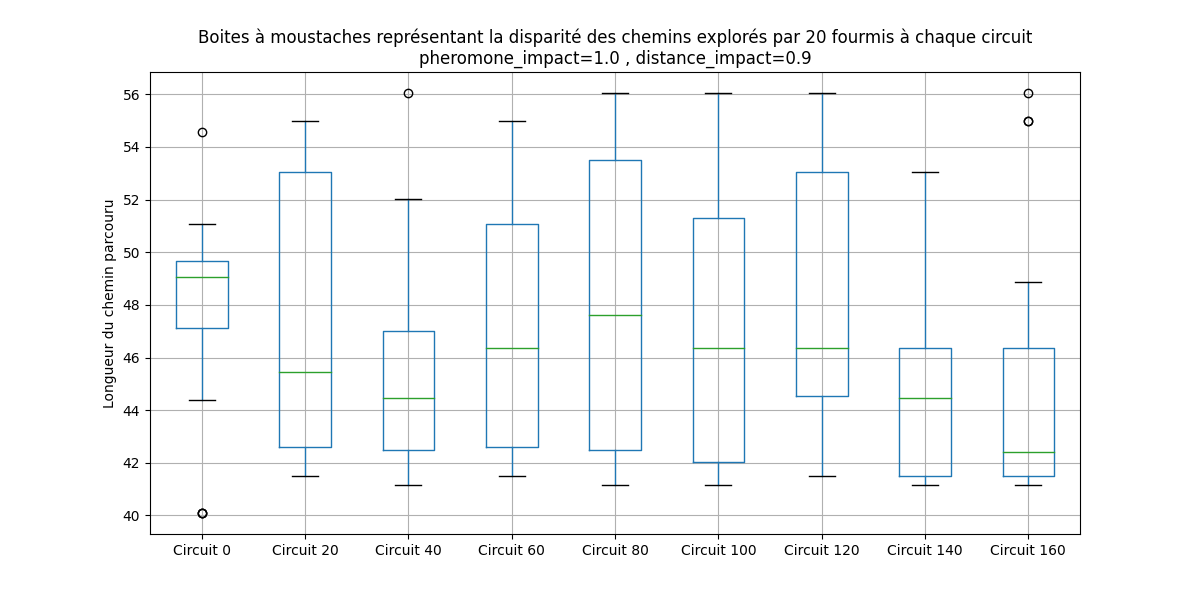 Boites à moustaches représentant la disparité des chemins explorés par 20 fourmis à chaque circuit
pheromone_impact=1.0 , distance_impact=0.9
Longueur du chemin parcouru
56
54
52
50
48
46
44
42
40
Circuit 0 Circuit 20 Circuit 40 Circuit 60 Circuit 80 Circuit 100 Circuit 120 Circuit 140 Circuit 160